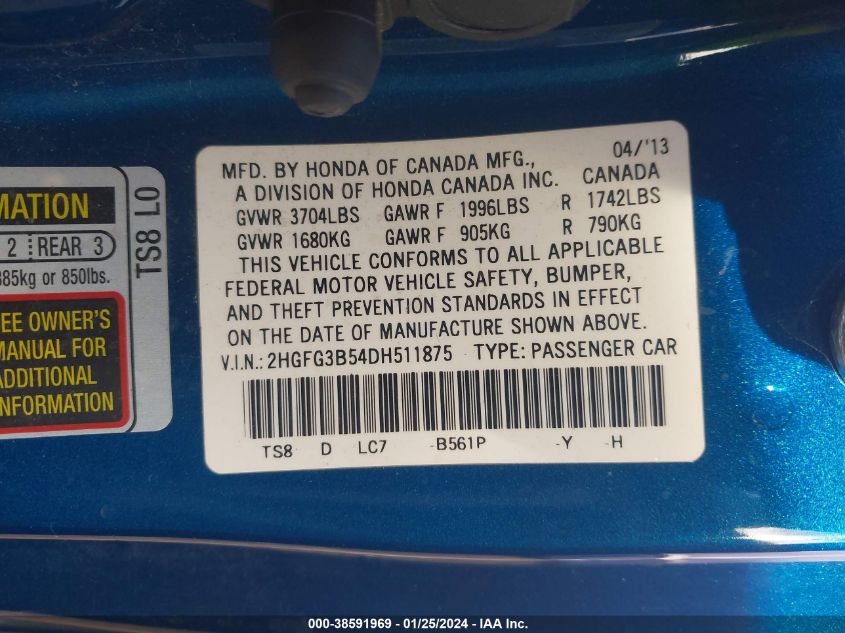 MFD. BY HONDA OF CANADA MFG., 04/'13
A DIVISION OF HONDA CANADA INC. CANADA
GVWR 3704LBS GAWR F 1996LBS R 1742LBS
GVWR 1680KG GAWR F 905KG R 790KG
THIS VEHICLE CONFORMS TO ALL APPLICABLE
FEDERAL MOTOR VEHICLE SAFETY, BUMPER,
AND THEFT PREVENTION STANDARDS IN EFFECT
ON THE DATE OF MANUFACTURE SHOWN ABOVE.
V.I.N.: 2HGFG3B54DH511875 TYPE: PASSENGER CAR
TS8 D LC7 -B561P -Y -H
MATION
2 REAR 3
385kg or 850lbs.
EE OWNER'S
MANUAL FOR
ADDITIONAL
INFORMATION
TS8 L0
000-38591969 - 01/25/2024 - IAA Inc.